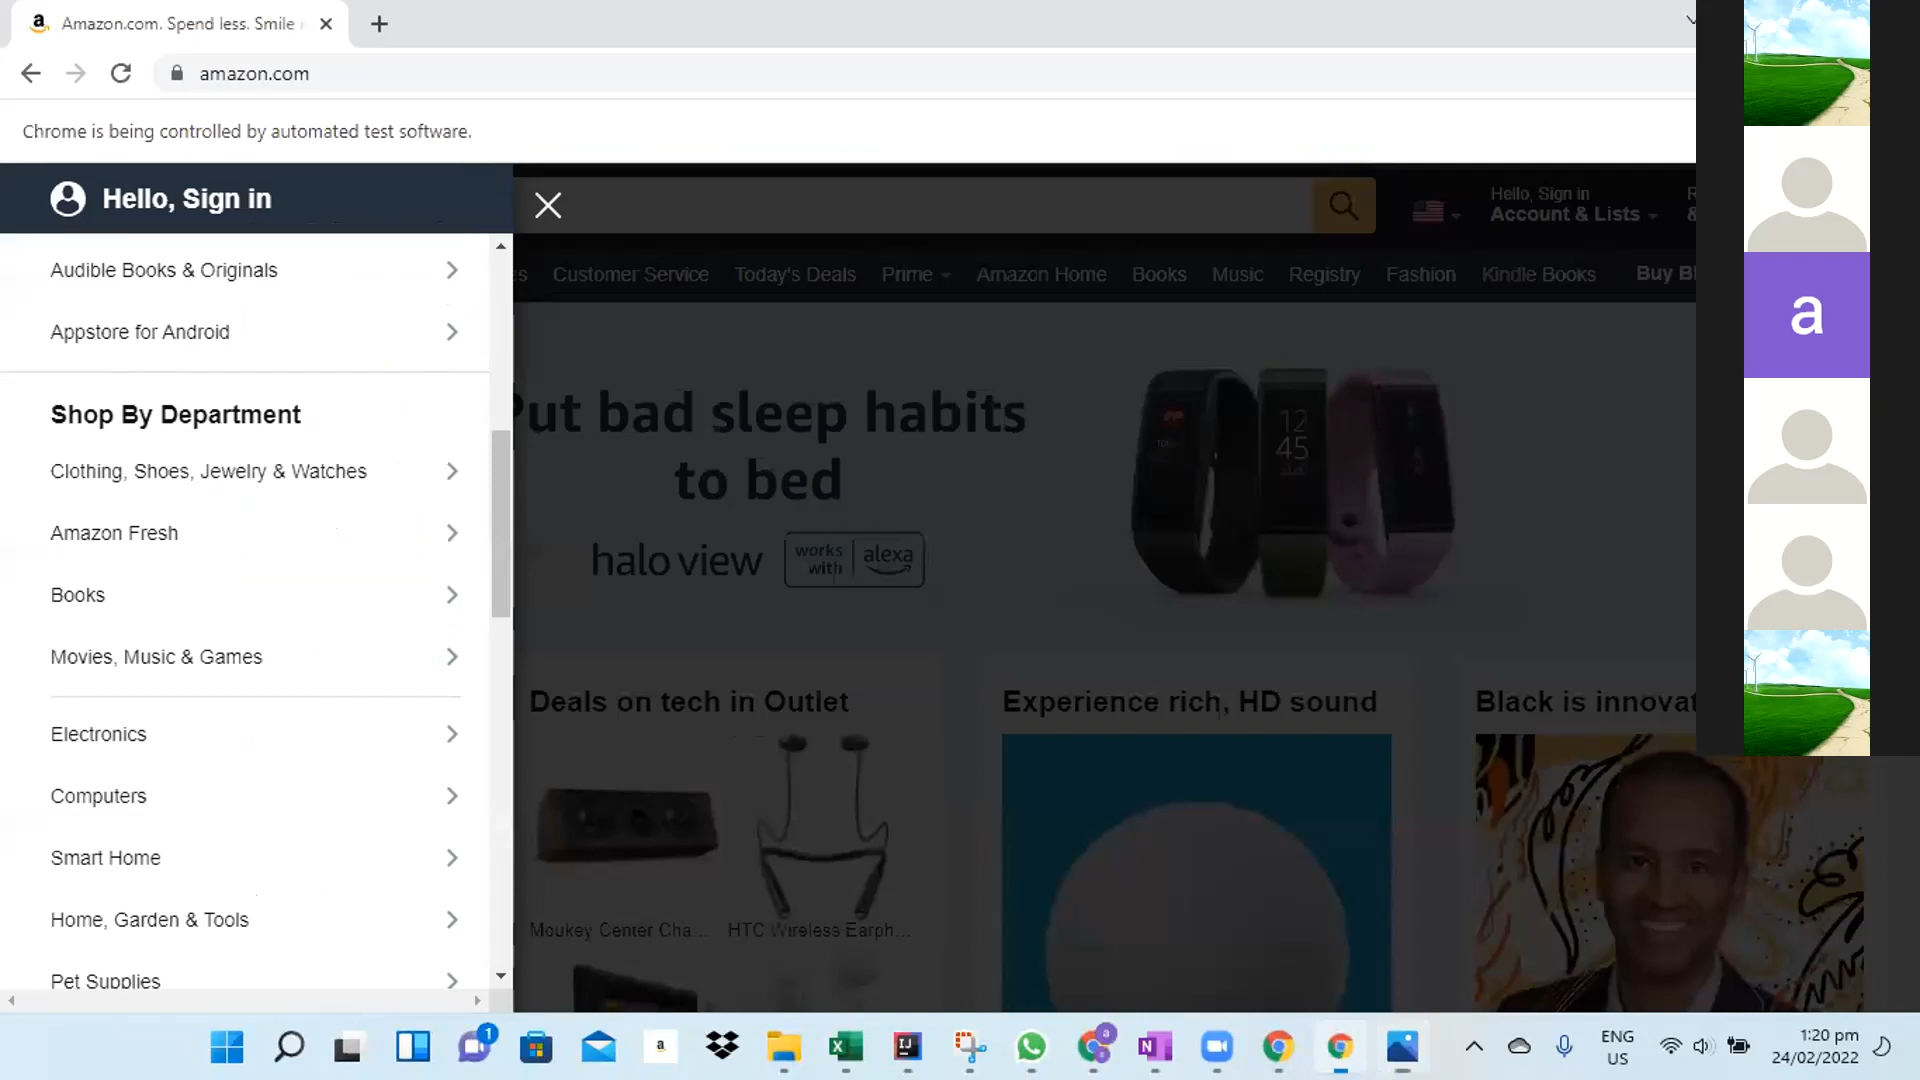 Amazon.com. Spend less. Smile
amazon.com
Chrome is being controlled by automated test software.
Hello, Sign in
Audible Books & Originals
Appstore for Android
Shop By Department
Clothing, Shoes, Jewelry & Watches
Amazon Fresh
Books
Movies, Music & Games
Electronics
Computers
Smart Home
Home, Garden & Tools
Pet Supplies
Hello, Sign in
Account & Lists
R
&
es Customer Service Today's Deals Prime Amazon Home Books Music Registry Fashion Kindle Books Buy B
Put bad sleep habits
to bed
halo view works with alexa
12
45
Deals on tech in Outlet
Experience rich, HD sound
Black is innovat
Moukey Center Cha... HTC Wireless Earph...
a
1
a
a
X
IJ
N
ENG
US
1:20 pm
24/02/2022